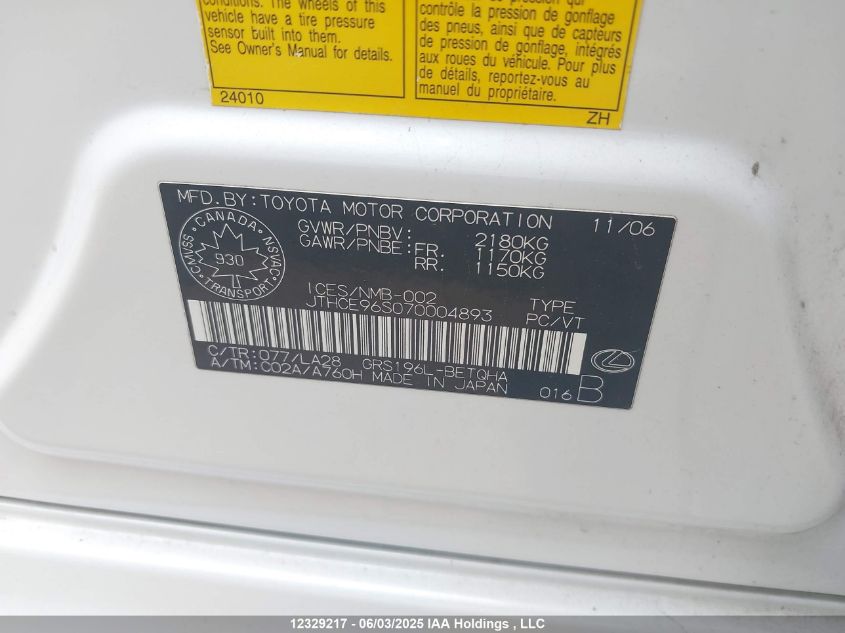 conditions. The wheels of this
vehicle have a tire pressure
sensor built into them.
See Owner's Manual for details.
contrôle la pression de gonflage
des pneus, ainsi que de capteurs
de pression de gonflage, intégrés
aux roues du véhicule. Pour plus
de détails, reportez-vous au
manuel du propriétaire.
24010
ZH
MFD.BY:TOYOTA MOTOR CORPORATION 11/06
GVWR/PNBV: 2180KG
GAWR/PNBE:FR. 1170KG
RR. 1150KG
CANADA
CMVSS 930 NSVAC
TRANSPORT
ICES/NMB-002
JTHCE96S070004893
TYPE
PC/VT
C/TR:077/LA28 GRS196L-BETQHA
A/TM:C02A/A760H MADE IN JAPAN
016 B
12329217 - 06/03/2025 IAA Holdings , LLC